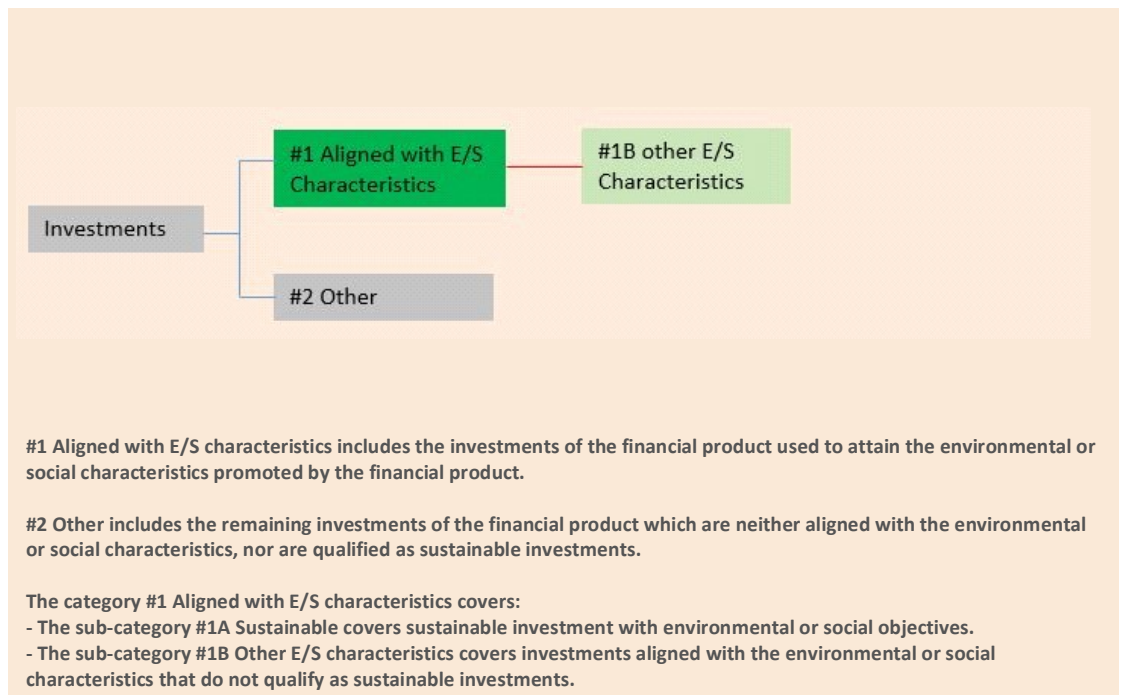 #1 Aligned with E/S
Characteristics
#1B other E/S
Characteristics
Investments
#2 Other
#1 Aligned with E/S characteristics includes the investments of the financial product used to attain the environmental or
social characteristics promoted by the financial product.
#2 Other includes the remaining investments of the financial product which are neither aligned with the environmental
or social characteristics, nor are qualified as sustainable investments.
The category #1 Aligned with E/S characteristics covers:
- The sub-category #1A Sustainable covers sustainable investment with environmental or social objectives.
- The sub-category #1B Other E/S characteristics covers investments aligned with the environmental or social
characteristics that do not qualify as sustainable investments.